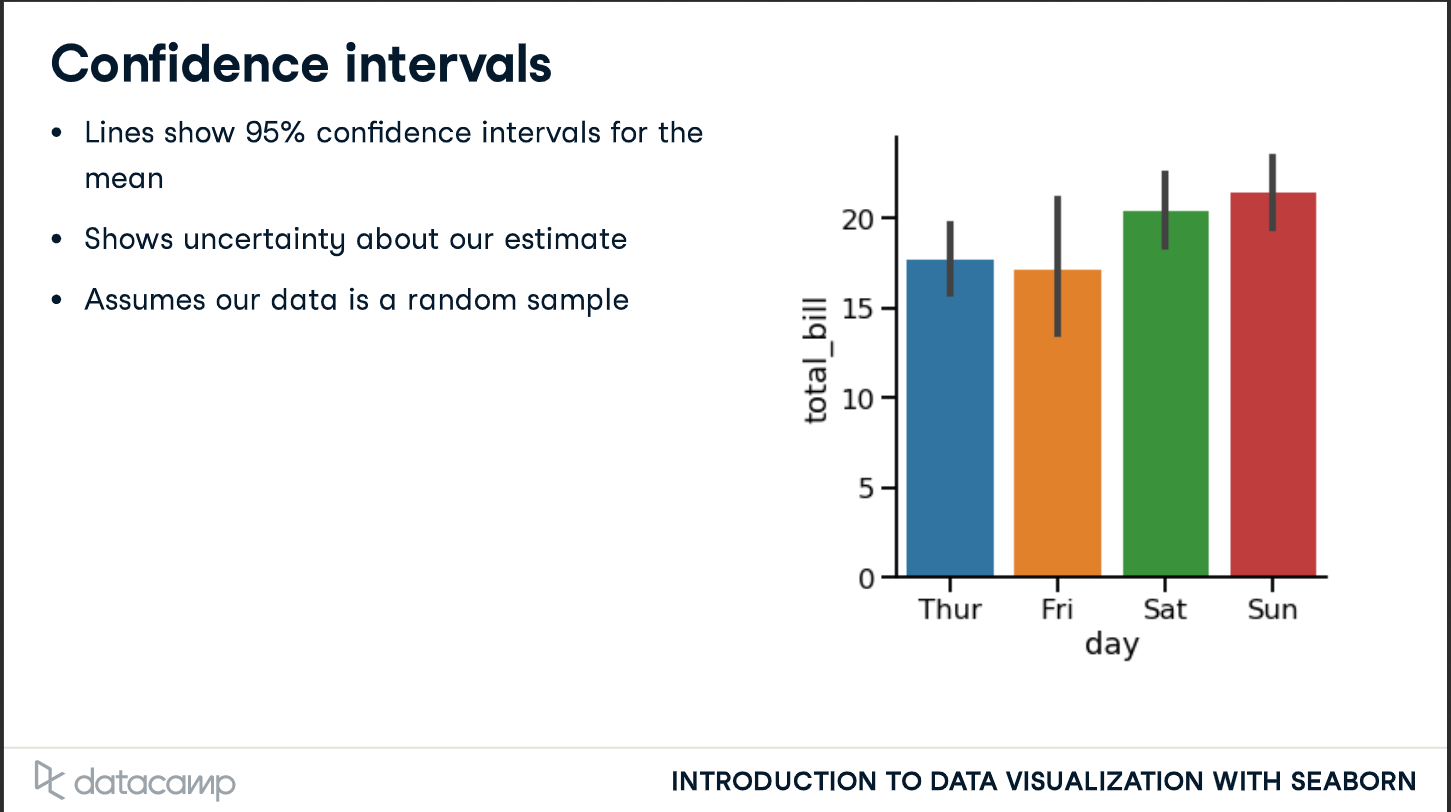 Confidence intervals
• Lines show 95% confidence intervals for the
mean
• Shows uncertainty about our estimate
• Assumes our data is a random sample
total_bill
20
15
10
5
0
Thur Fri Sat Sun
day
datacamp
INTRODUCTION TO DATA VISUALIZATION WITH SEABORN